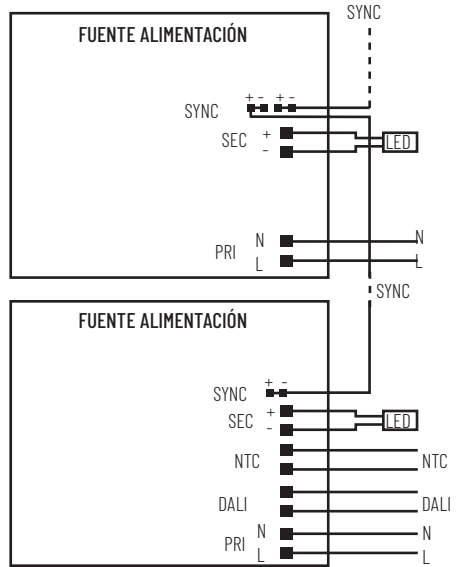 SYNC
FUENTE ALIMENTACIÓN
+ - + -
SYNC
SEC + LED
-
PRI N N
L L
SYNC
FUENTE ALIMENTACIÓN
+ -
SYNC
SEC + LED
-
NTC NTC
DALI DALI
PRI N N
L L